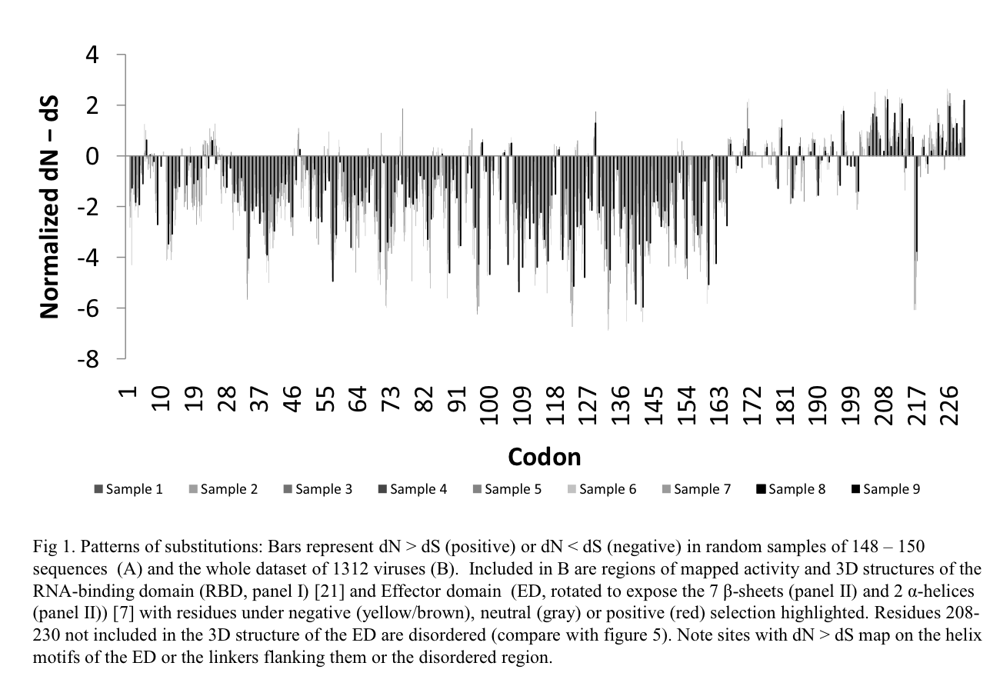 4
2
0
-2
-4
-6
-8
Normalized dN – dS
1 10 19 28 37 46 55 64 73 82 91 100 109 118 127 136 145 154 163 172 181 190 199 208 217 226
Codon
Sample 1 Sample 2 Sample 3 Sample 4 Sample 5 Sample 6 Sample 7 Sample 8 Sample 9
Fig 1. Patterns of substitutions: Bars represent dN > dS (positive) or dN < dS (negative) in random samples of 148 – 150
sequences (A) and the whole dataset of 1312 viruses (B). Included in B are regions of mapped activity and 3D structures of the
RNA-binding domain (RBD, panel I) [21] and Effector domain (ED, rotated to expose the 7 β-sheets (panel II) and 2 α-helices
(panel II)) [7] with residues under negative (yellow/brown), neutral (gray) or positive (red) selection highlighted. Residues 208-
230 not included in the 3D structure of the ED are disordered (compare with figure 5). Note sites with dN > dS map on the helix
motifs of the ED or the linkers flanking them or the disordered region.